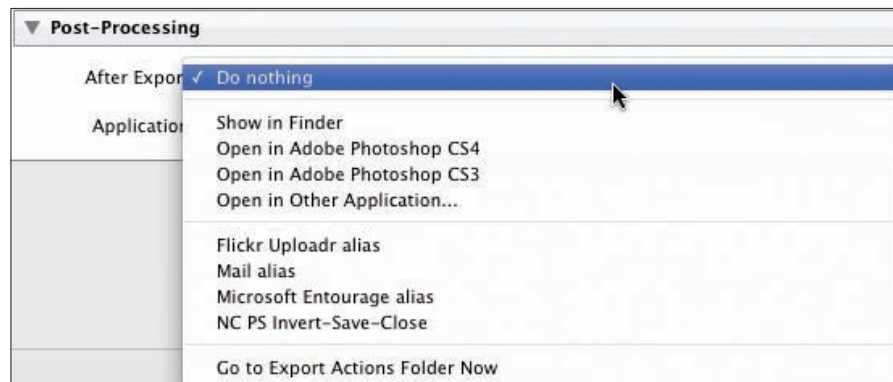 Post-Processing
After Expor ✓ Do nothing
Applicatio
Show in Finder
Open in Adobe Photoshop CS4
Open in Adobe Photoshop CS3
Open in Other Application...
Flickr Uploadr alias
Mail alias
Microsoft Entourage alias
NC PS Invert-Save-Close
Go to Export Actions Folder Now